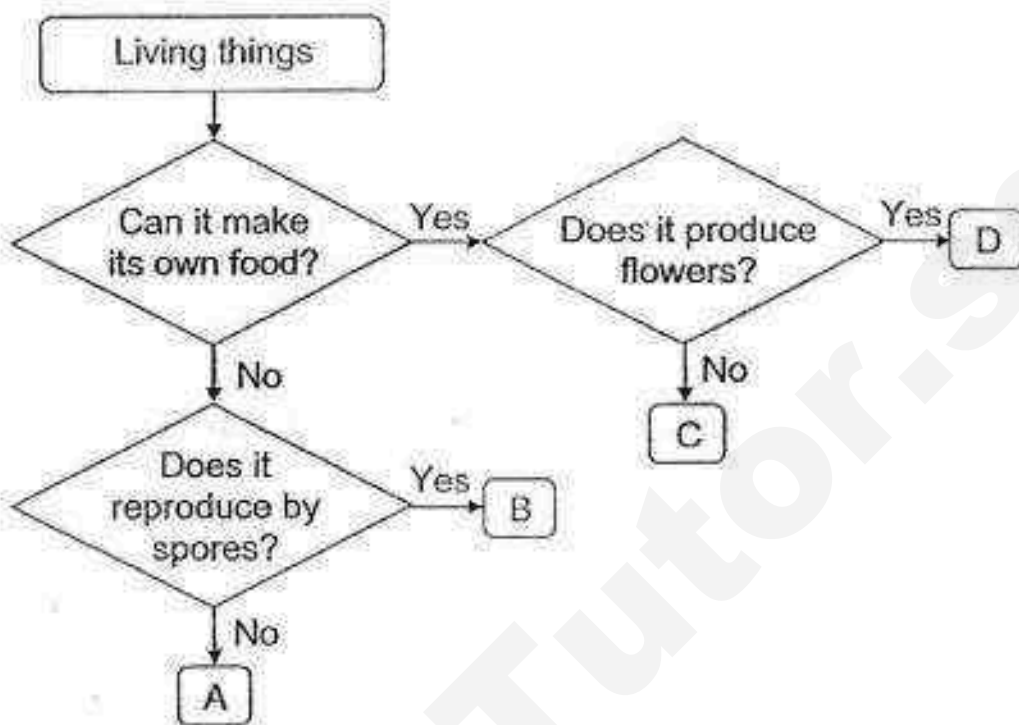 Living things
Can it make
its own food?
Yes
Does it produce
flowers?
Yes
D
No
C
No
Does it
reproduce by
spores?
Yes
B
No
A
Tutor.s